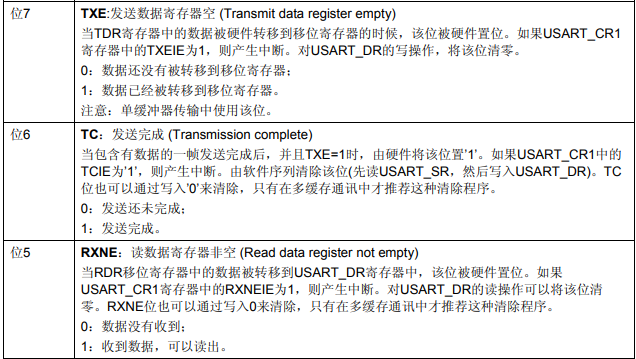 位7
TXE:发送数据寄存器空 (Transmit data register empty)
当TDR寄存器中的数据被硬件转移到移位寄存器的时候，该位被硬件置位。如果USART_CR1
寄存器中的TXEIE为1，则产生中断。对USART_DR的写操作，将该位清零。
0：数据还没有被转移到移位寄存器；
1：数据已经被转移到移位寄存器。
注意：单缓冲器传输中使用该位。
位6
TC：发送完成 (Transmission complete)
当包含有数据的一帧发送完成后，并且TXE=1时，由硬件将该位置'1'。如果USART_CR1中的
TCIE为'1'，则产生中断。由软件序列清除该位(先读USART_SR，然后写入USART_DR)。TC
位也可以通过写入'0'来清除，只有在多缓存通讯中才推荐这种清除程序。
0：发送还未完成；
1：发送完成。
位5
RXNE：读数据寄存器非空 (Read data register not empty)
当RDR移位寄存器中的数据被转移到USART_DR寄存器中，该位被硬件置位。如果
USART_CR1寄存器中的RXNEIE为1，则产生中断。对USART_DR的读操作可以将该位清
零。RXNE位也可以通过写入0来清除，只有在多缓存通讯中才推荐这种清除程序。
0：数据没有收到；
1：收到数据，可以读出。